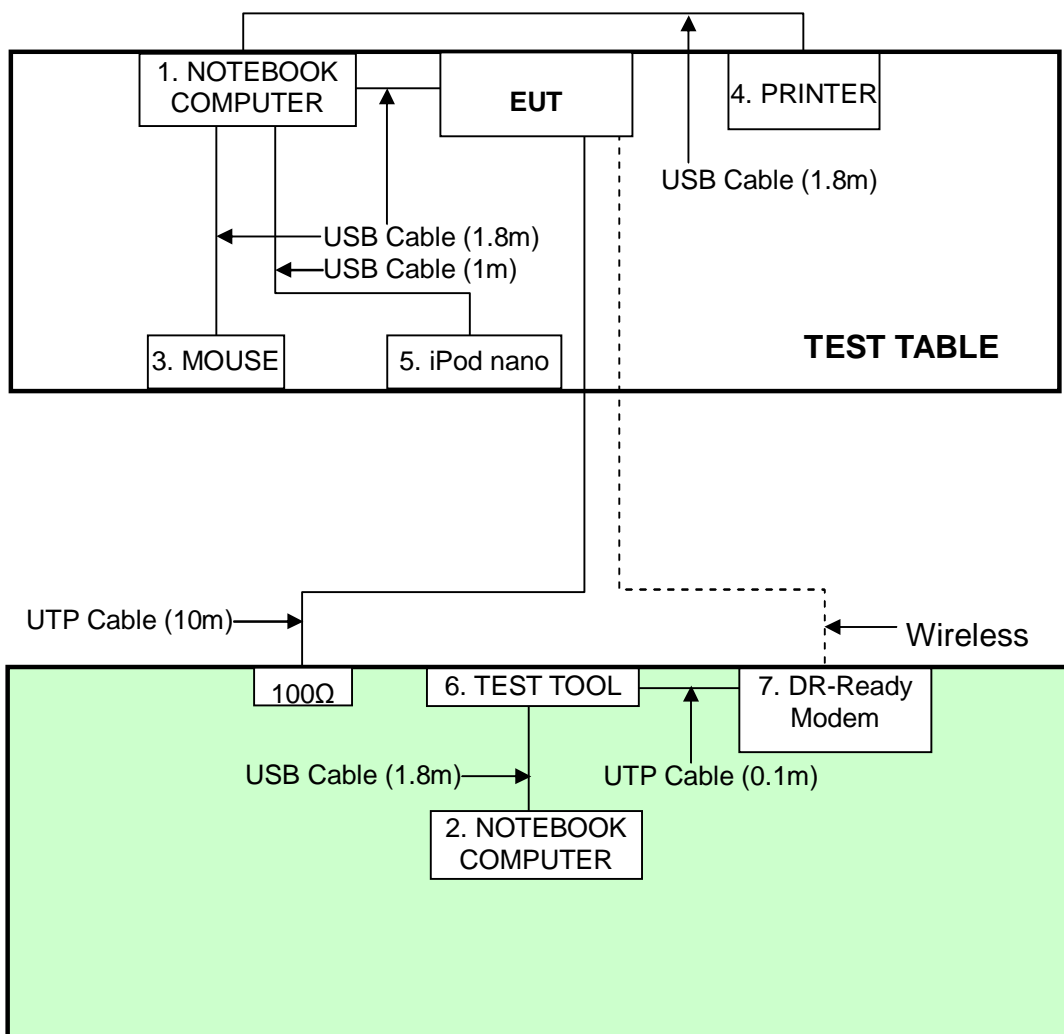 1. NOTEBOOK
COMPUTER
EUT
4. PRINTER
USB Cable (1.8m)
USB Cable (1.8m)
USB Cable (1m)
3. MOUSE
5. iPod nano
TEST TABLE
UTP Cable (10m)
Wireless
100Ω
6. TEST TOOL
7. DR-Ready
Modem
USB Cable (1.8m)
UTP Cable (0.1m)
2. NOTEBOOK
COMPUTER